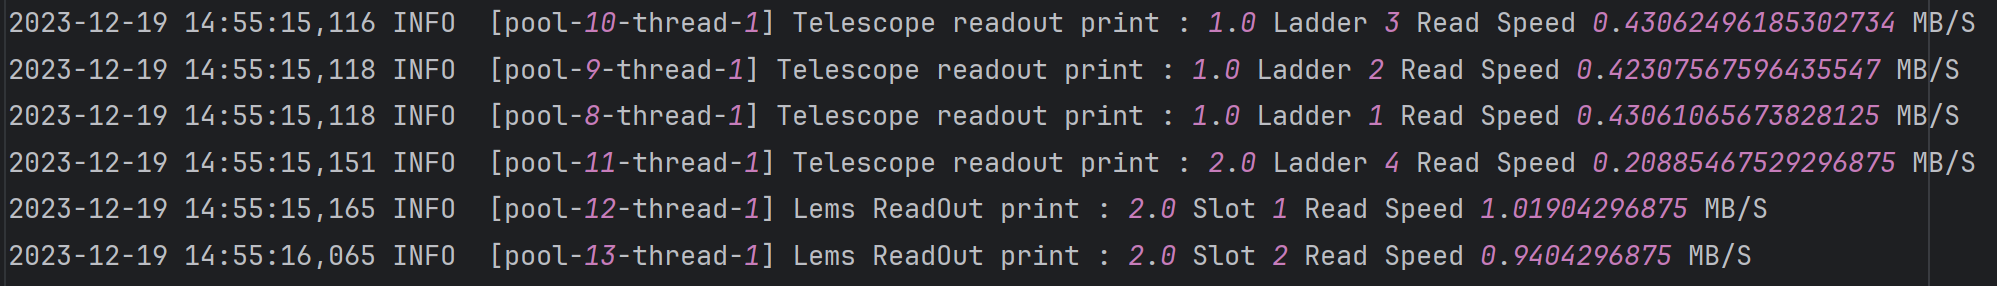 2023-12-19 14:55:15,116 INFO  [pool-10-thread-1] Telescope readout print : 1.0 Ladder 3 Read Speed 0.43062496185302734 MB/S
2023-12-19 14:55:15,118 INFO  [pool-9-thread-1] Telescope readout print : 1.0 Ladder 2 Read Speed 0.42307567596435547 MB/S
2023-12-19 14:55:15,118 INFO  [pool-8-thread-1] Telescope readout print : 1.0 Ladder 1 Read Speed 0.43061065673828125 MB/S
2023-12-19 14:55:15,151 INFO  [pool-11-thread-1] Telescope readout print : 2.0 Ladder 4 Read Speed 0.20885467529296875 MB/S
2023-12-19 14:55:15,165 INFO  [pool-12-thread-1] Lems ReadOut print : 2.0 Slot 1 Read Speed 1.01904296875 MB/S
2023-12-19 14:55:16,065 INFO  [pool-13-thread-1] Lems ReadOut print : 2.0 Slot 2 Read Speed 0.9404296875 MB/S